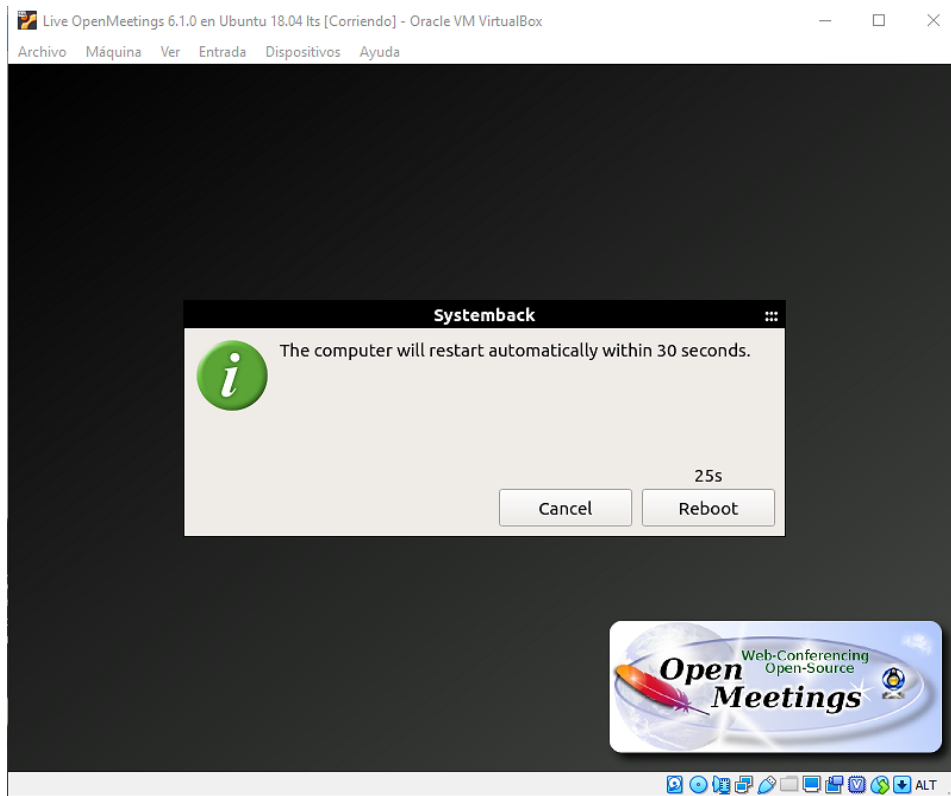 Live OpenMeetings 6.1.0 en Ubuntu 18.04 lts [Corriendo] - Oracle VM VirtualBox
Archivo Máquina Ver Entrada Dispositivos Ayuda
Systemback
The computer will restart automatically within 30 seconds.
25s
Cancel Reboot
Web-Conferencing
Open-Source
Open
Meetings
ALT